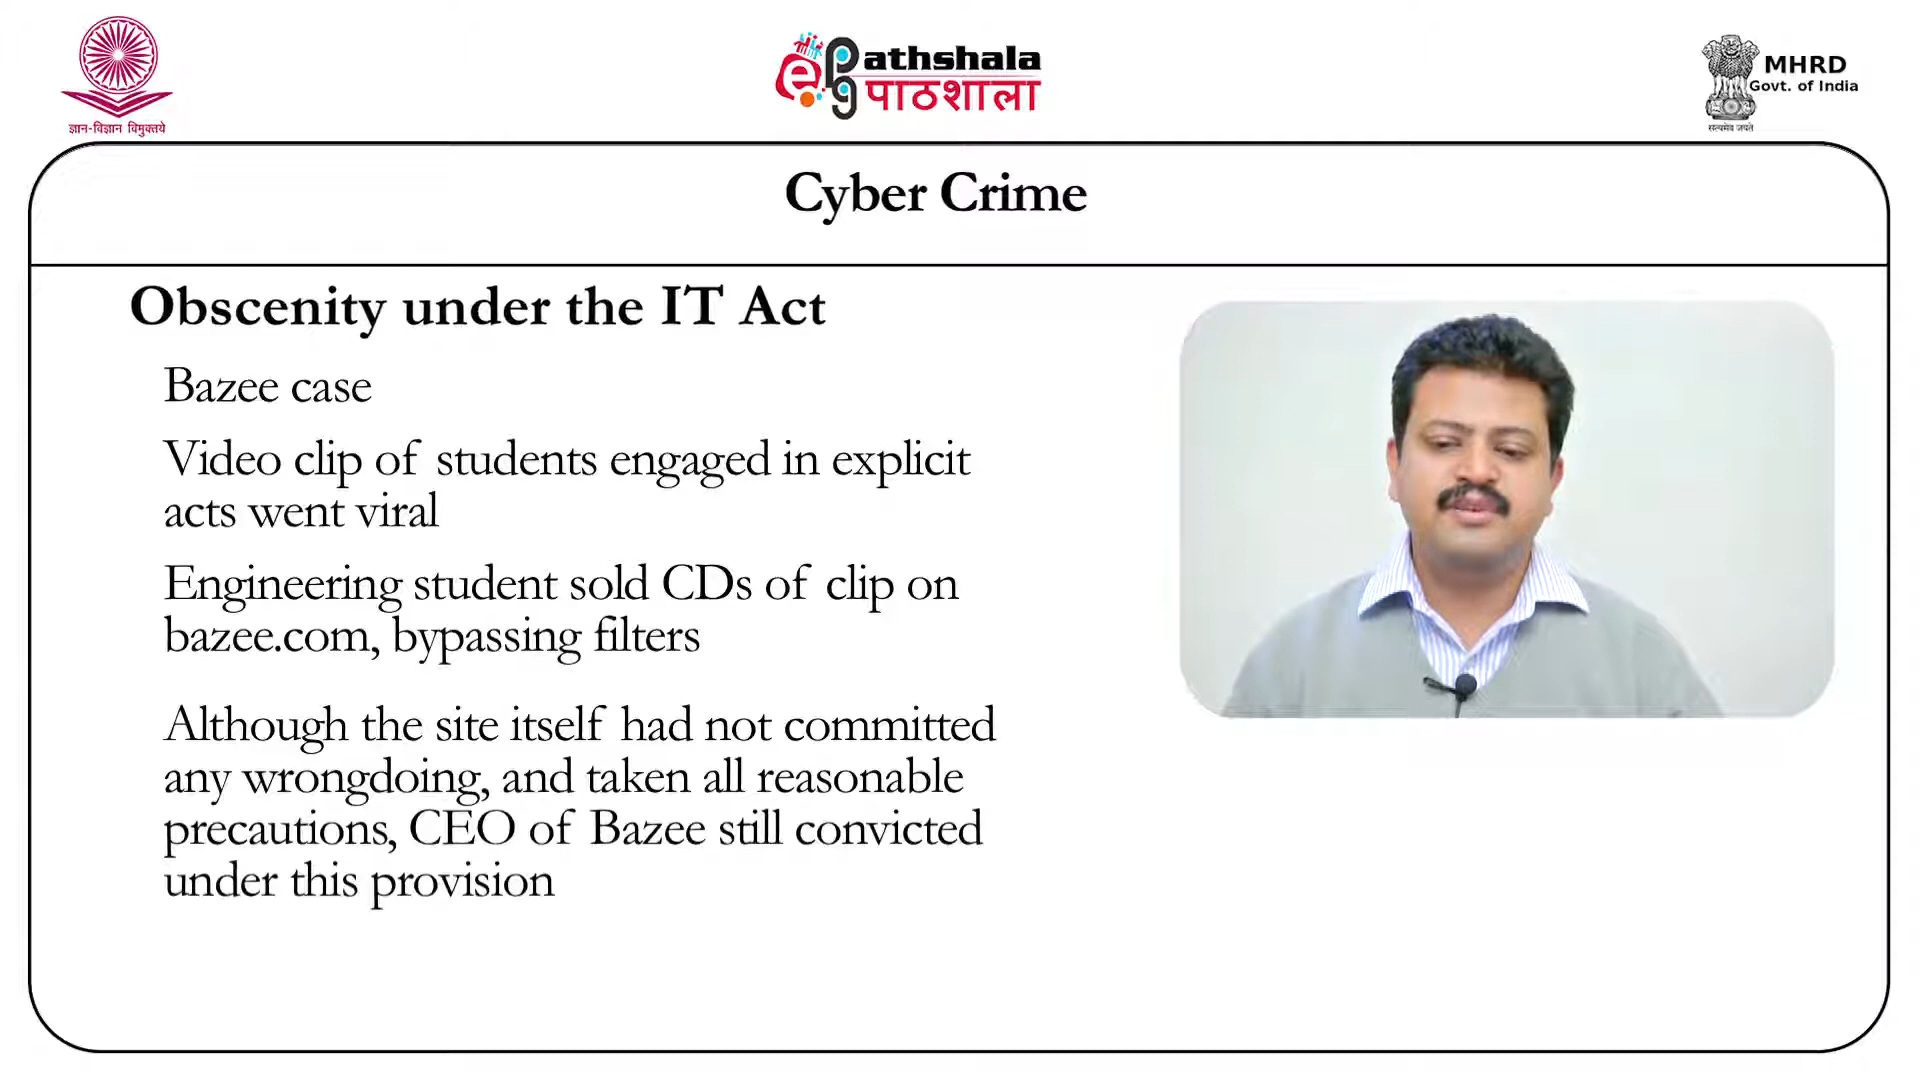 ज्ञान-विज्ञान विमुक्तये
ePathshala
पाठशाला
MHRD
Govt. of India
सत्यमेव जयते
Cyber Crime
Obscenity under the IT Act
Bazee case
Video clip of students engaged in explicit
acts went viral
Engineering student sold CDs of clip on
bazee.com, bypassing filters
Although the site itself had not committed
any wrongdoing, and taken all reasonable
precautions, CEO of Bazee still convicted
under this provision